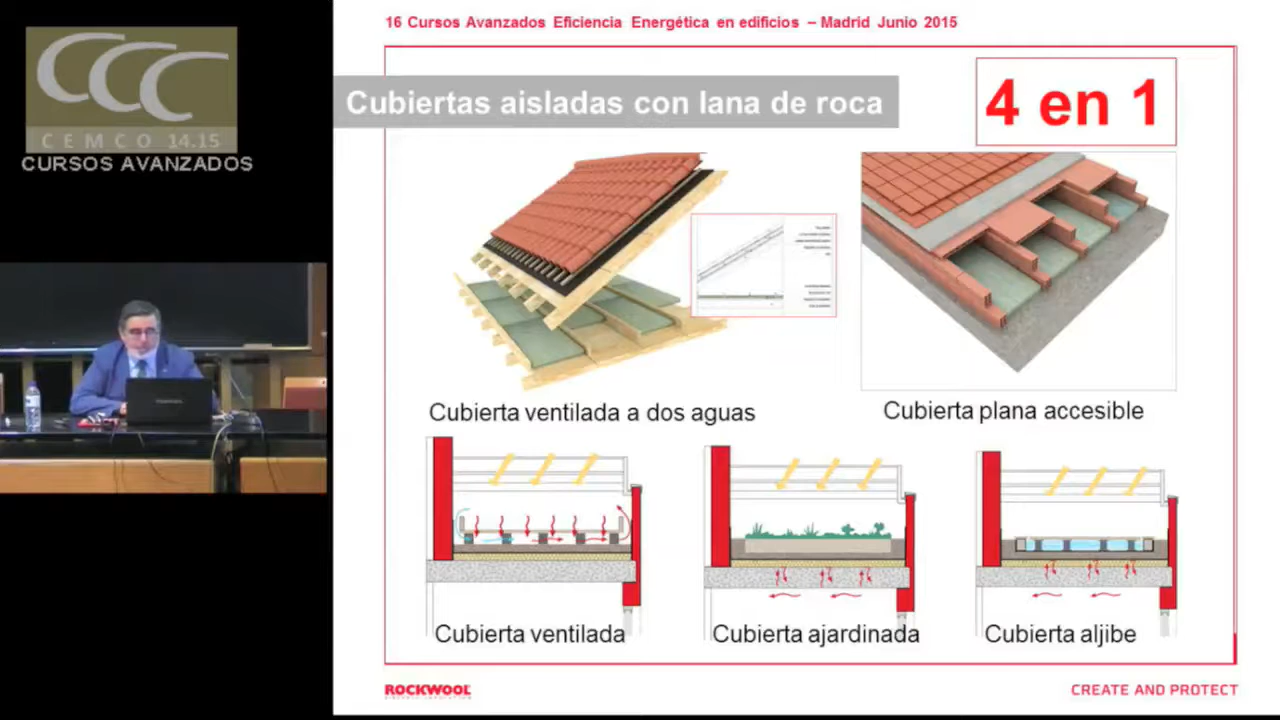 16 Cursos Avanzados Eficiencia Energética en edificios – Madrid Junio 2015
CEMCO 14.15
CURSOS AVANZADOS
Cubiertas aisladas con lana de roca
4 en 1
Cubierta ventilada a dos aguas
Cubierta plana accesible
Cubierta ventilada
Cubierta ajardinada
Cubierta aljibe
ROCKWOOL
CREATE AND PROTECT